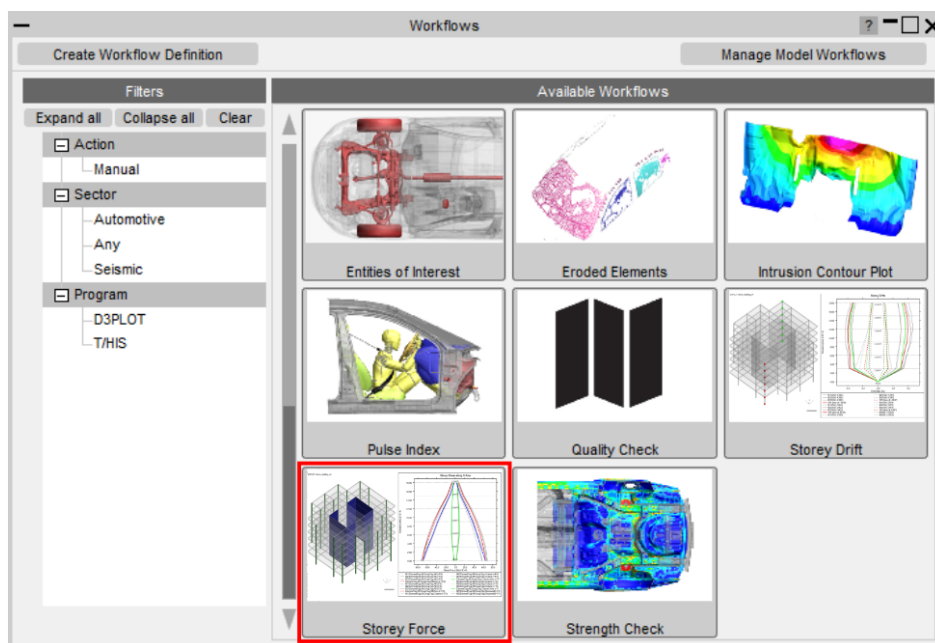 Workflows
?
Create Workflow Definition
Manage Model Workflows
Filters
Available Workflows
Expand all
Collapse all
Clear
Action
Manual
Sector
Automotive
Any
Seismic
Program
D3PLOT
T/HIS
Entities of Interest
Eroded Elements
Intrusion Contour Plot
Pulse Index
Quality Check
Storey Drift
Storey Drift
Storey Force
Strength Check